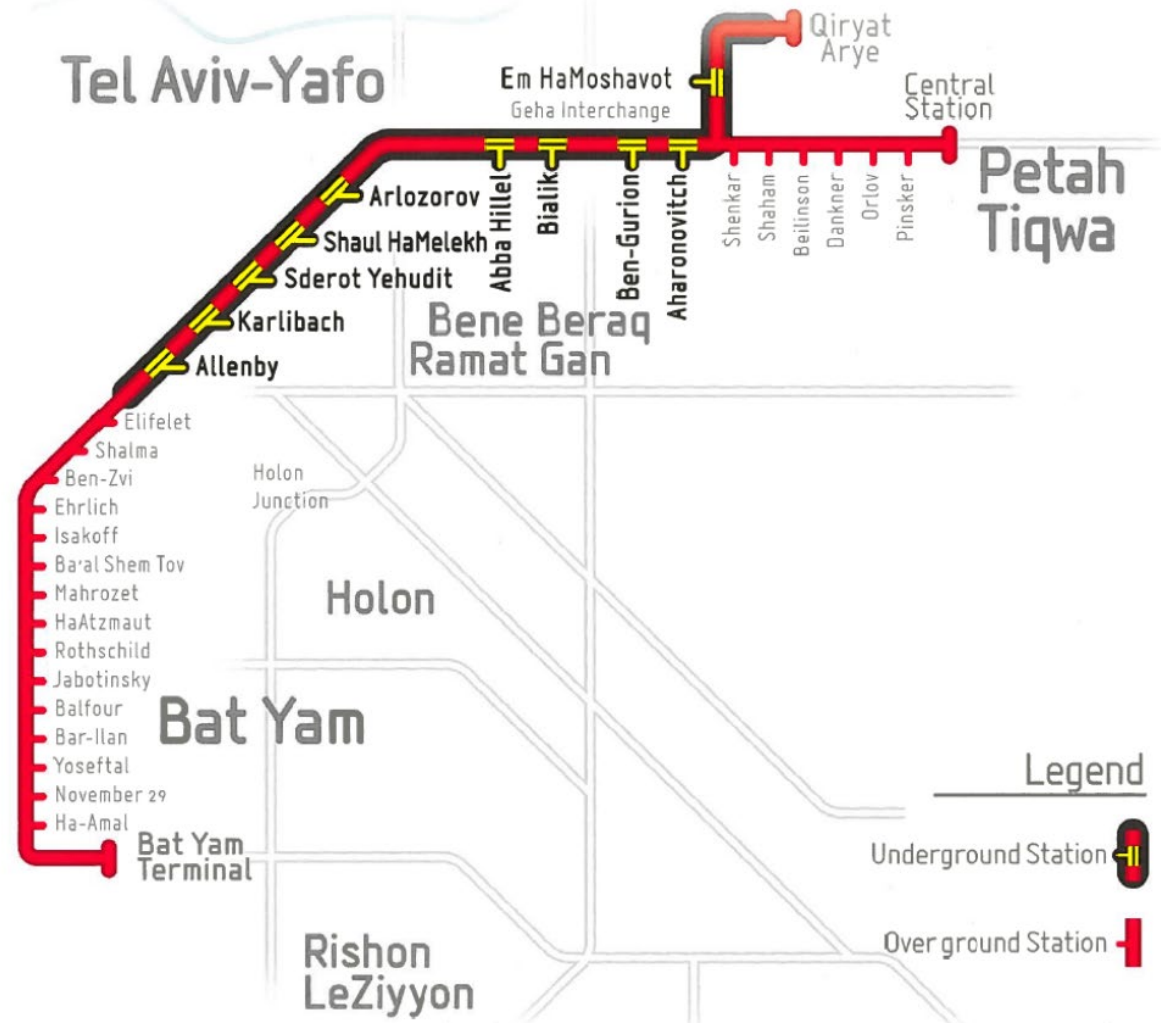 Qiryat
Arye
Tel Aviv-Yafo
Em HaMoshavot
Geha Interchange
Central
Station
Petah
Tiqwa
Arlozorov
Shaul HaMelekh
Sderot Yehudit
Karlibach
Allenby
Abba Hillel
Bialik
Ben-Gurion
Aharonovitch
Shenkar
Shaham
Beilinson
Dankner
Orlov
Pinsker
Bene Beraq
Ramat Gan
Elifelet
Shalma
Ben-Zvi
Ehrlich
Isakoff
Ba'al Shem Tov
Mahrozet
HaAtzmaut
Rothschild
Jabotinsky
Balfour
Bar-Ilan
Yoseftal
November 29
Ha-Amal
Bat Yam
Terminal
Holon
Junction
Holon
Bat Yam
Rishon
LeZiyyon
Legend
Underground Station
Overground Station